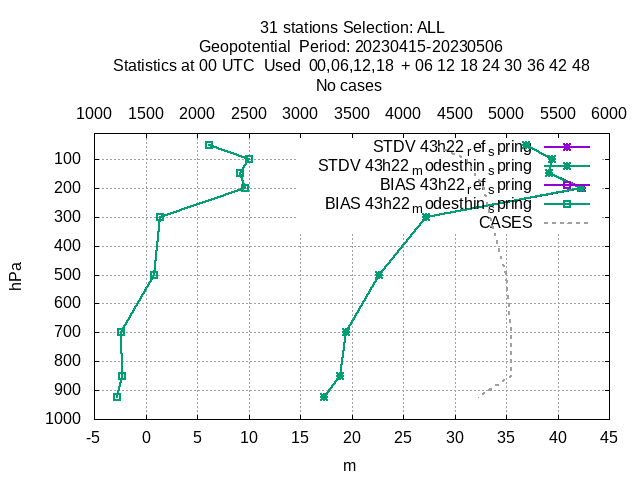 31 stations Selection: ALL
Geopotential Period: 20230415-20230506
Statistics at 00 UTC Used 00,06,12,18 + 06 12 18 24 30 36 42 48
No cases
1000 1500 2000 2500 3000 3500 4000 4500 5000 5500 6000
STDV 43h22_ref_spring
STDV 43h22_modesthin_spring
BIAS 43h22_ref_spring
BIAS 43h22_modesthin_spring
CASES
100
200
300
400
500
600
700
800
900
1000
hPa
-5 0 5 10 15 20 25 30 35 40 45
m